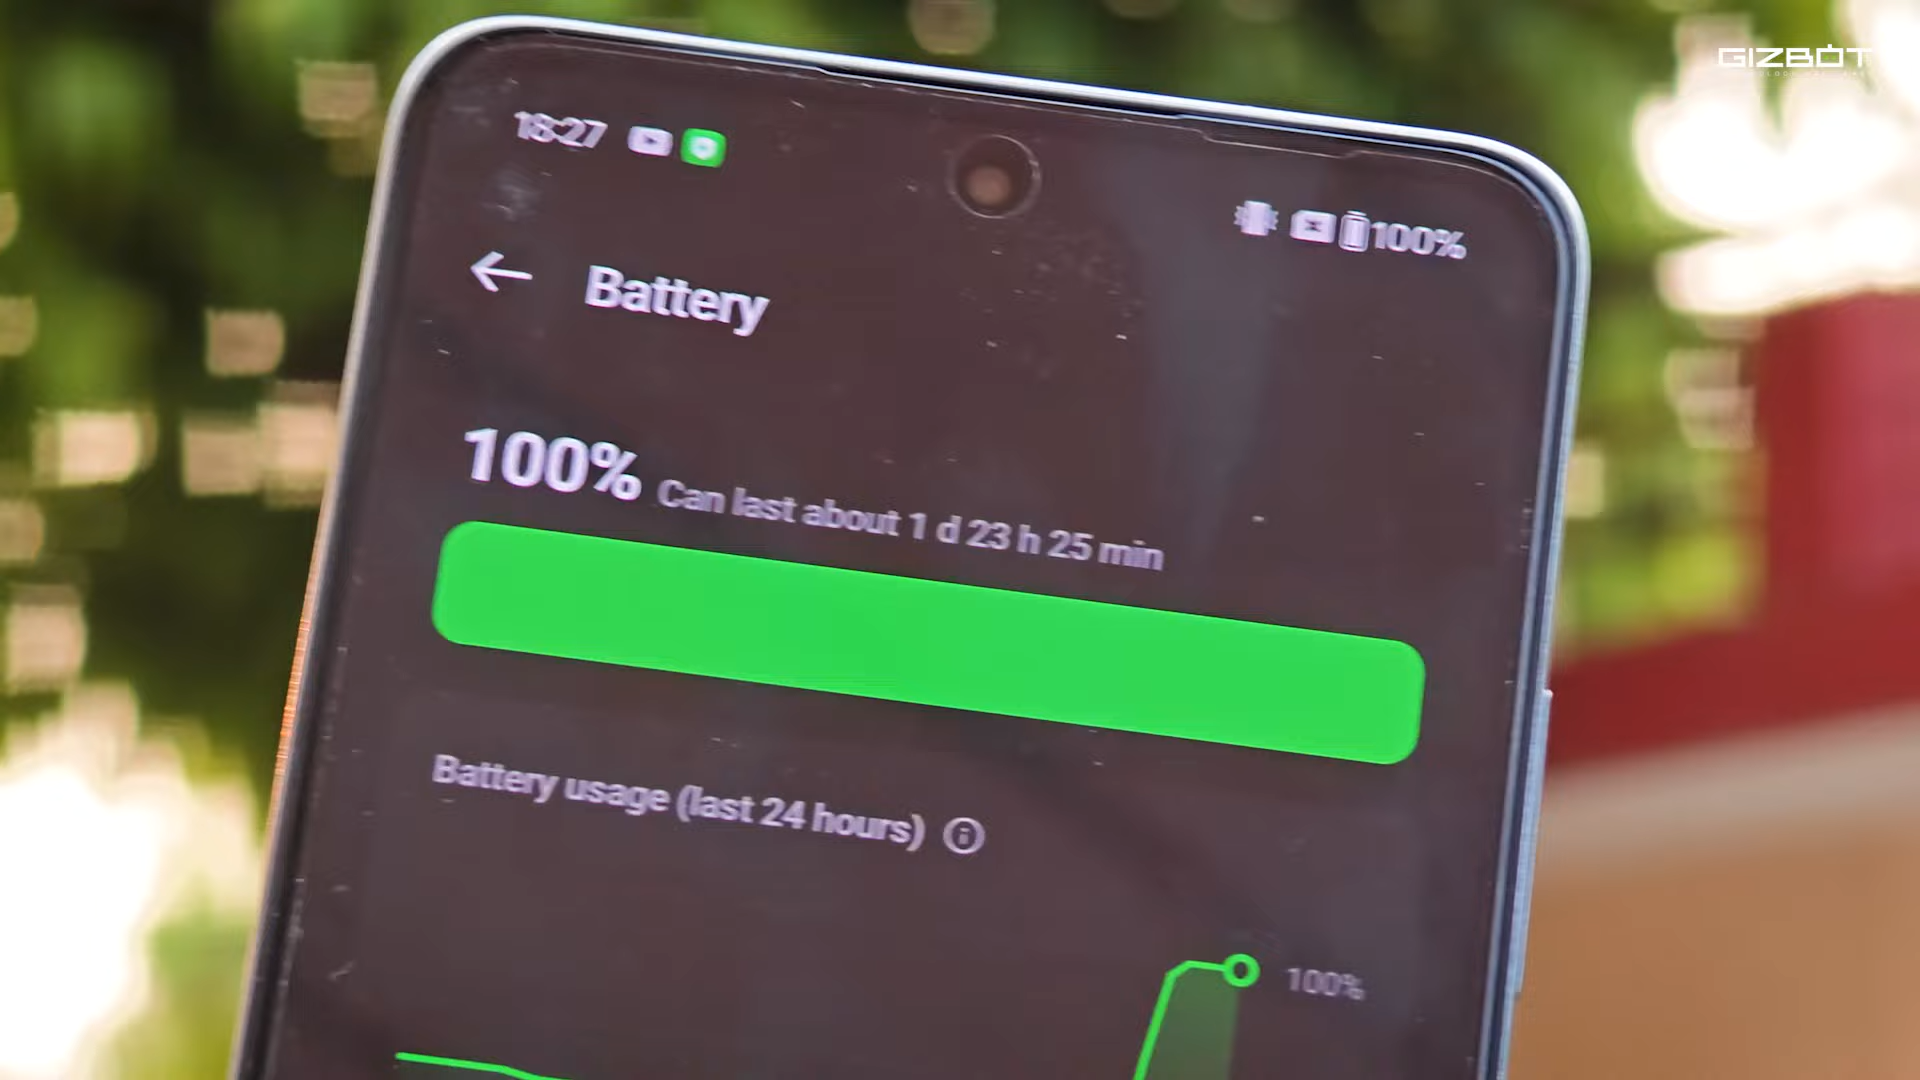 GIZBOT
18:27
100%
Battery
100% Can last about 1 d 23 h 25 min
Battery usage (last 24 hours)
100%